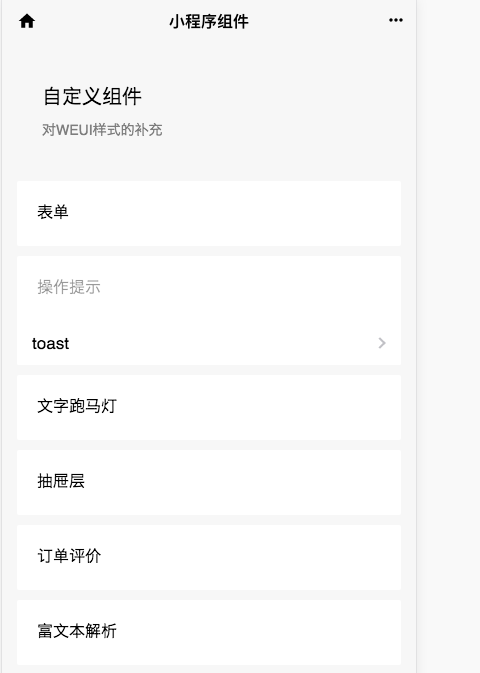 小程序组件
自定义组件
对WEUI样式的补充
表单
操作提示
toast
文字跑马灯
抽屉层
订单评价
富文本解析